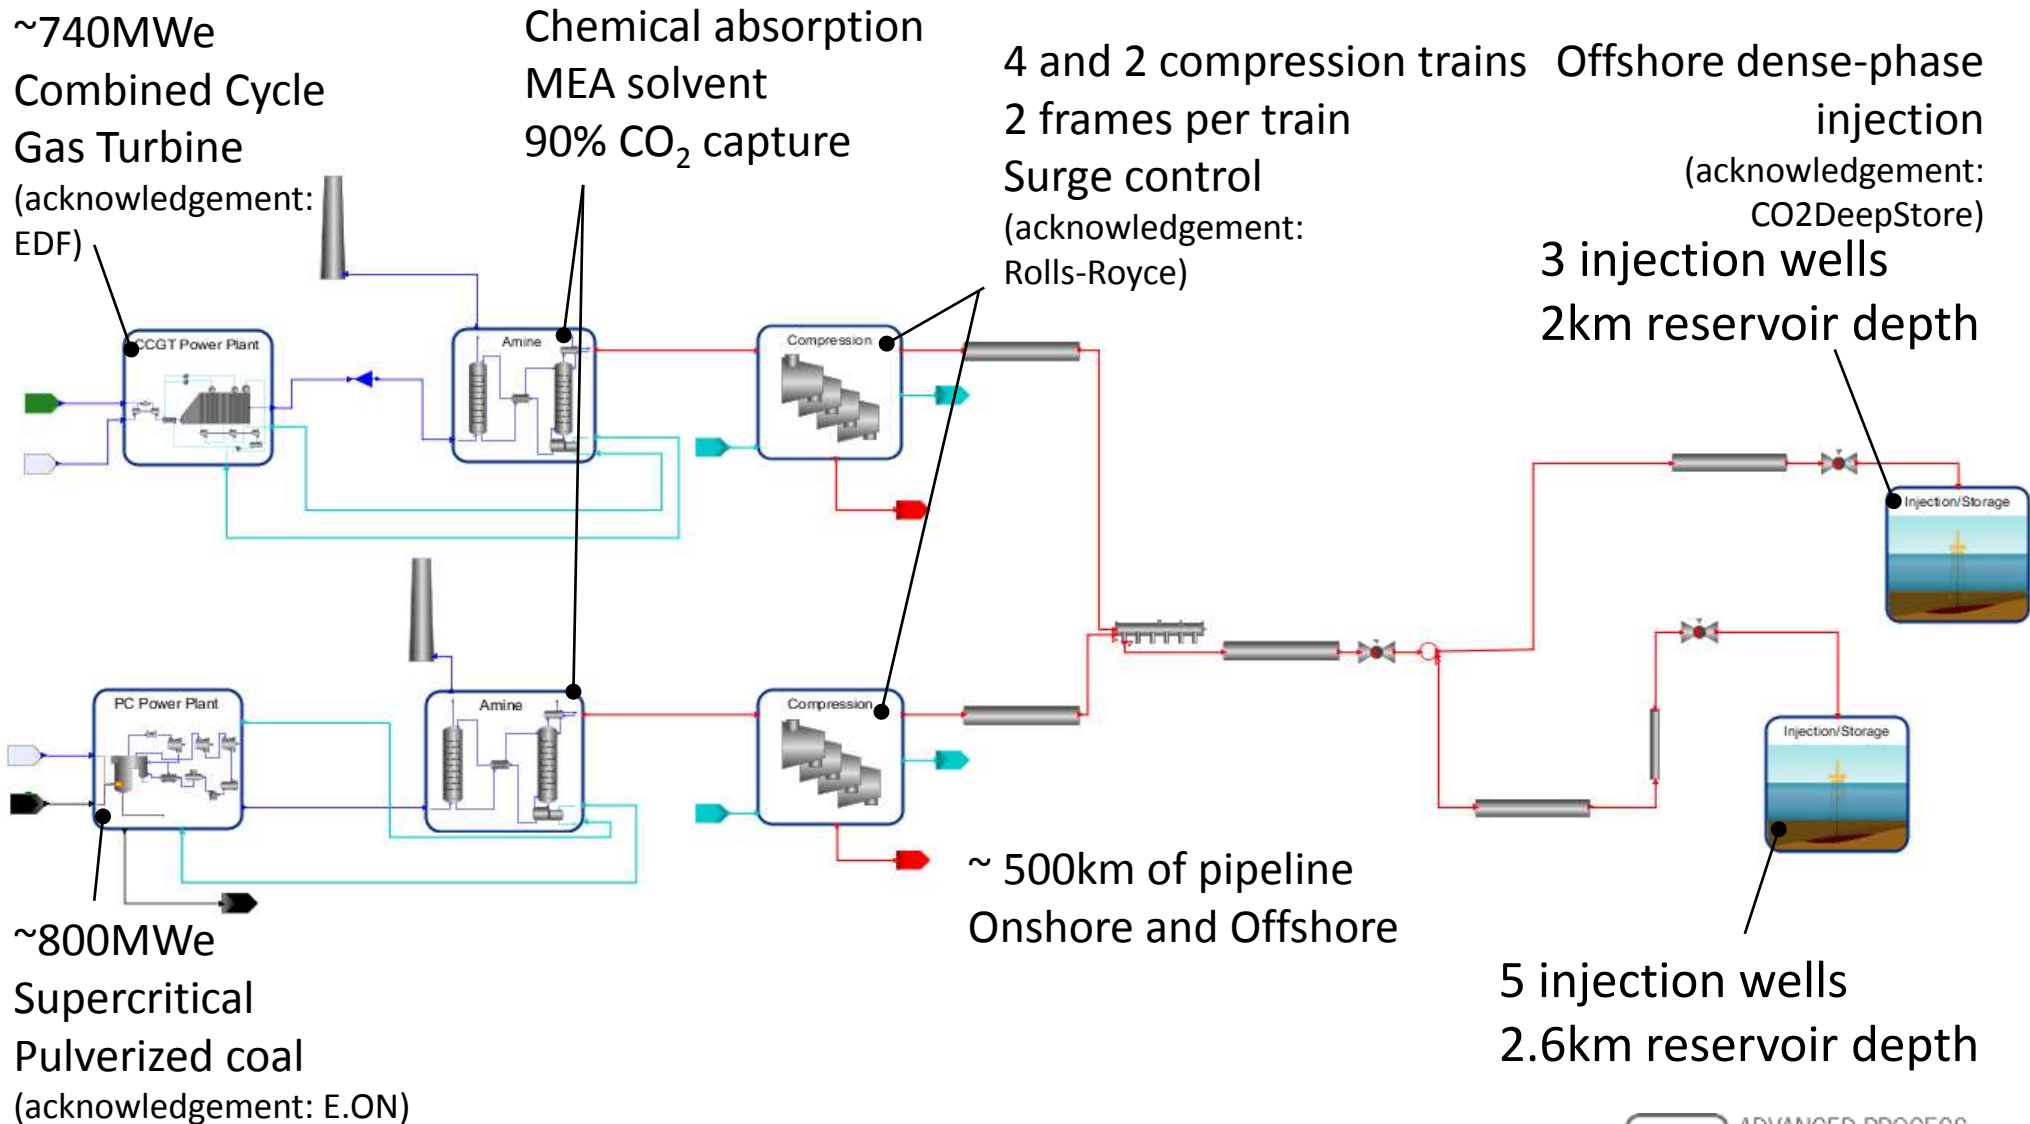 ~740MWe
Combined Cycle
Gas Turbine
(acknowledgement:
EDF)
Chemical absorption
MEA solvent
90% CO₂ capture
4 and 2 compression trains
2 frames per train
Surge control
(acknowledgement:
Rolls-Royce)
Offshore dense-phase
injection
(acknowledgement:
CO2DeepStore)
3 injection wells
2km reservoir depth
CCGT Power Plant
Amine
Compression
Injection/Storage
PC Power Plant
Amine
Compression
Injection/Storage
~ 500km of pipeline
Onshore and Offshore
~800MWe
Supercritical
Pulverized coal
(acknowledgement: E.ON)
5 injection wells
2.6km reservoir depth
ADVANCED PROCESS